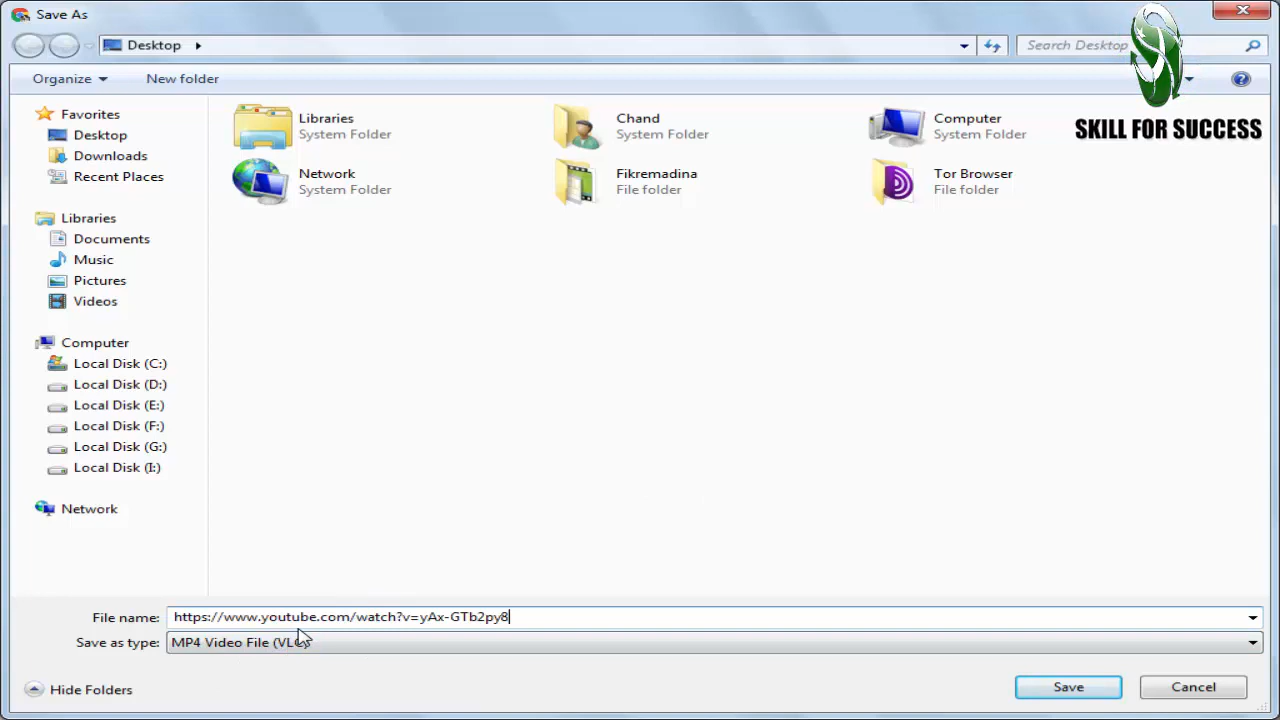 Save As
Desktop
Search Desktop
Organize
New folder
SKILL FOR SUCCESS
Favorites
Desktop
Downloads
Recent Places
Libraries
Documents
Music
Pictures
Videos
Computer
Local Disk (C:)
Local Disk (D:)
Local Disk (E:)
Local Disk (F:)
Local Disk (G:)
Local Disk (I:)
Network
Libraries
System Folder
Chand
System Folder
Computer
System Folder
Network
System Folder
Fikremadina
File folder
Tor Browser
File folder
File name: https://www.youtube.com/watch?v=yAx-GTb2py8
Save as type: MP4 Video File (VLC)
Hide Folders
Save
Cancel